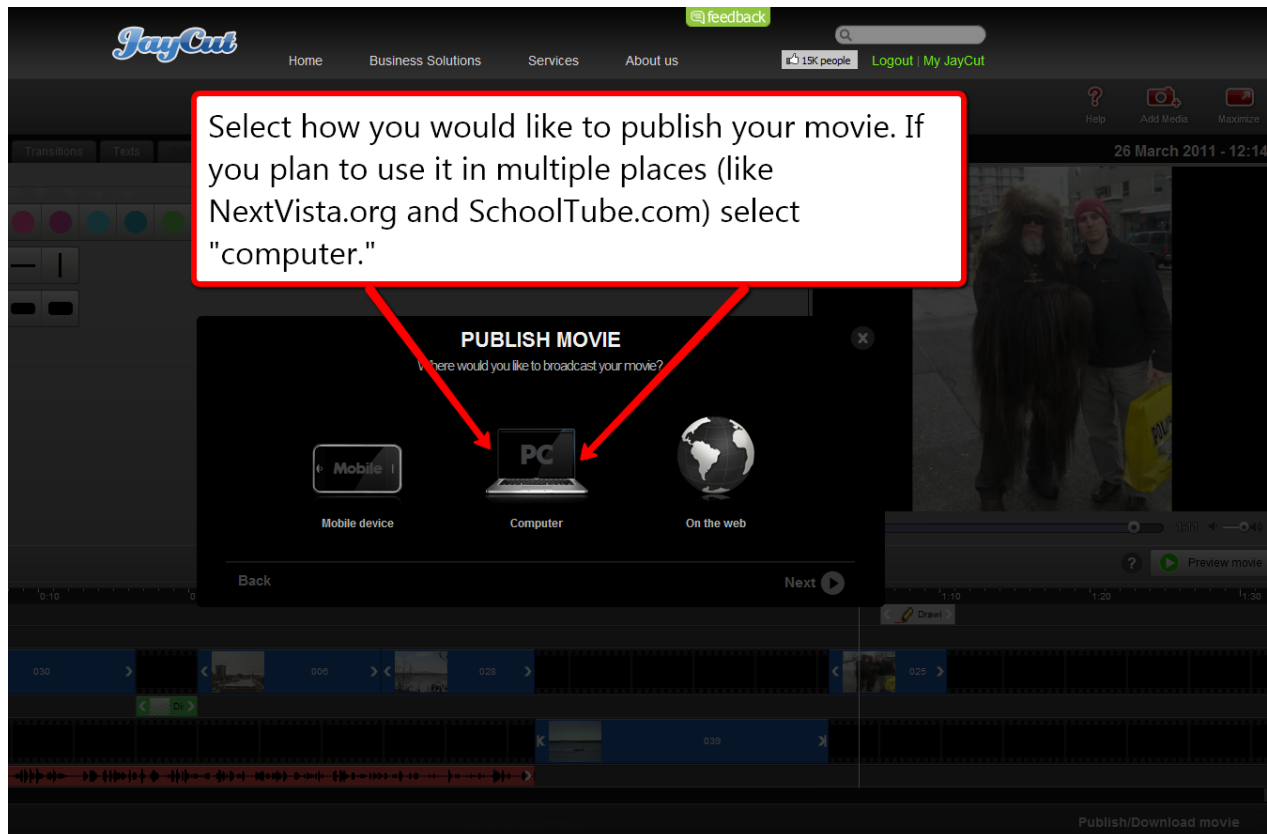 feedback
JayCut
Home Business Solutions Services About us
15K people Logout | My JayCut
Help Add Media Maximize
Transitions Texts
26 March 2011 - 12:14
Select how you would like to publish your movie. If
you plan to use it in multiple places (like
NextVista.org and SchoolTube.com) select
"computer."
PUBLISH MOVIE
Where would you like to broadcast your movie?
Mobile
PC
Mobile device Computer On the web
Back Next
1:11
? Preview movie
0:10 1:10 1:20 1:30
Drawi
030 006 028 025
Di
039
Publish/Download movie